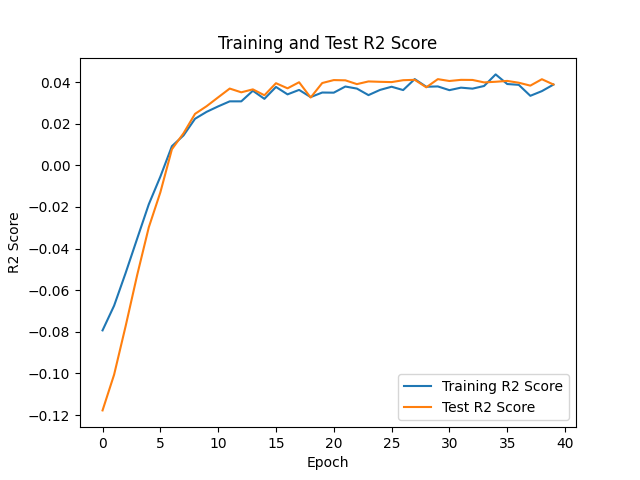 Training and Test R2 Score
0.04
0.02
0.00
−0.02
−0.04
−0.06
−0.08
−0.10
−0.12
R2 Score
0 5 10 15 20 25 30 35 40
Epoch
Training R2 Score
Test R2 Score